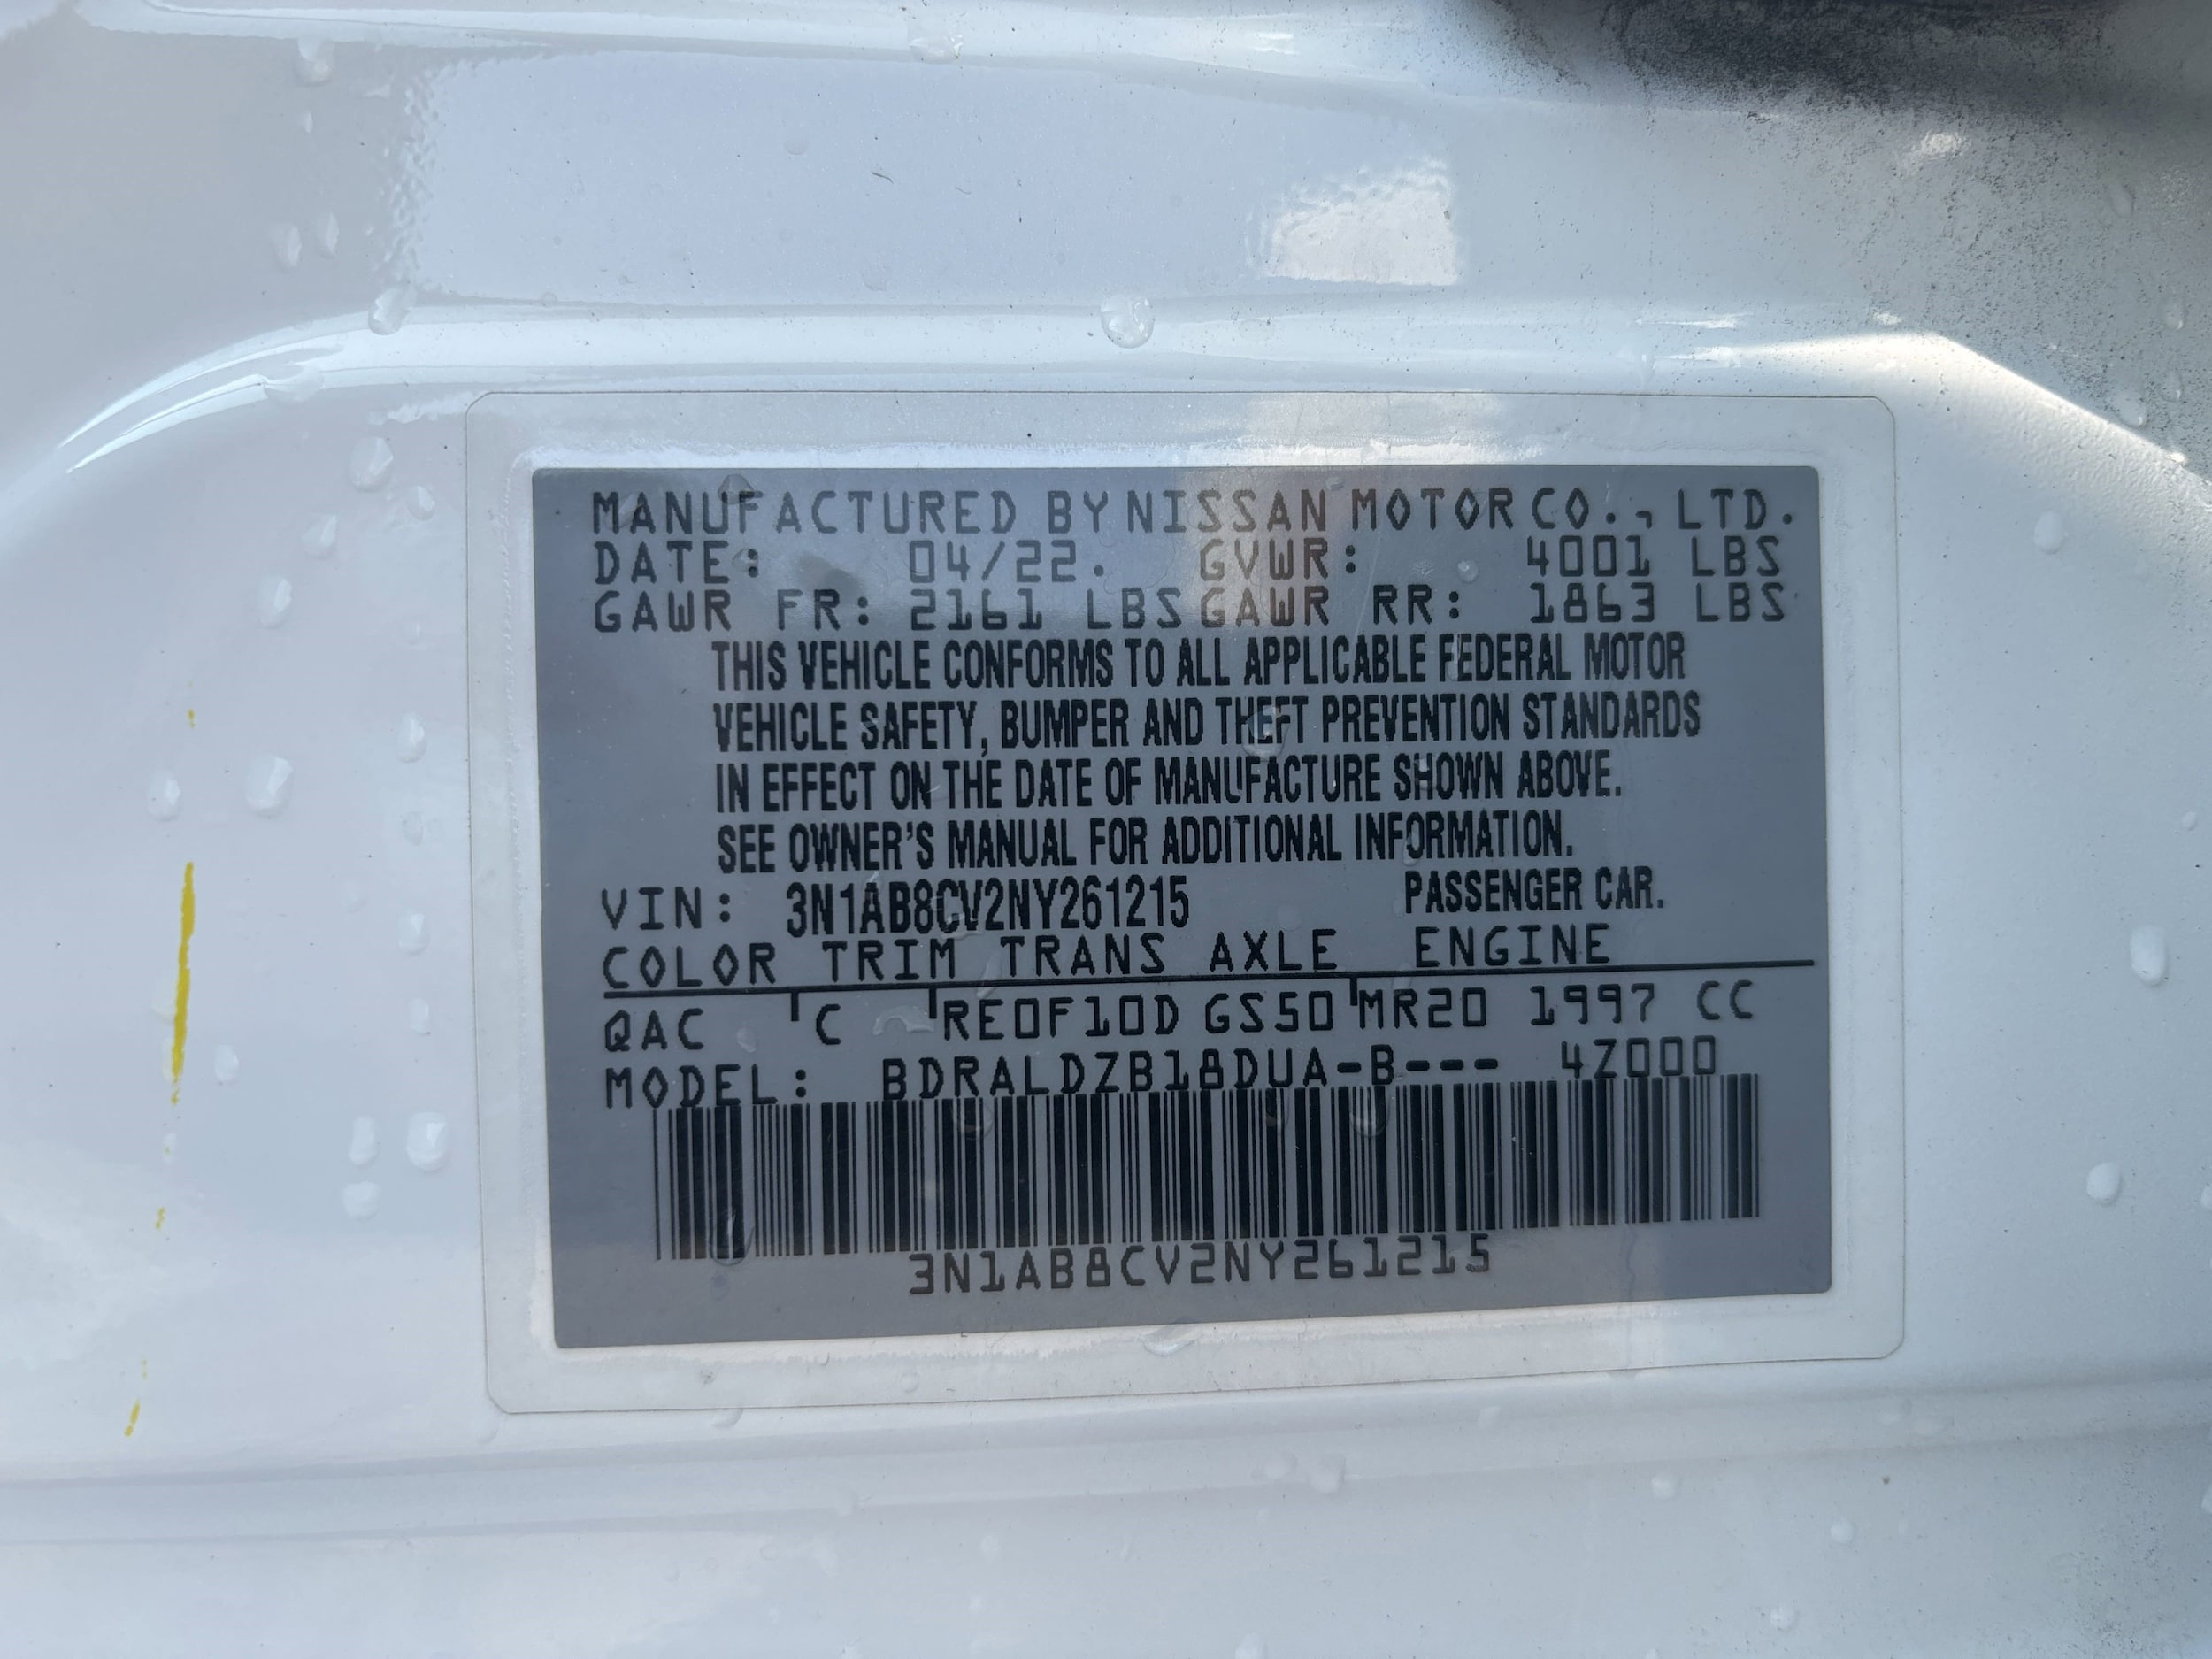 MANUFACTURED BY NISSAN MOTOR CO., LTD.
DATE: 04/22. GVWR: 4001 LBS
GAWR FR: 2161 LBS GAWR RR: 1863 LBS
THIS VEHICLE CONFORMS TO ALL APPLICABLE FEDERAL MOTOR
VEHICLE SAFETY, BUMPER AND THEFT PREVENTION STANDARDS
IN EFFECT ON THE DATE OF MANUFACTURE SHOWN ABOVE.
SEE OWNER'S MANUAL FOR ADDITIONAL INFORMATION.
VIN: 3N1AB8CV2NY261215 PASSENGER CAR.
COLOR TRIM TRANS AXLE ENGINE
QAC C RE0F10D GS50 MR20 1997 CC
MODEL: BDRALDZB18DUA-B--- 4Z000
3N1AB8CV2NY261215